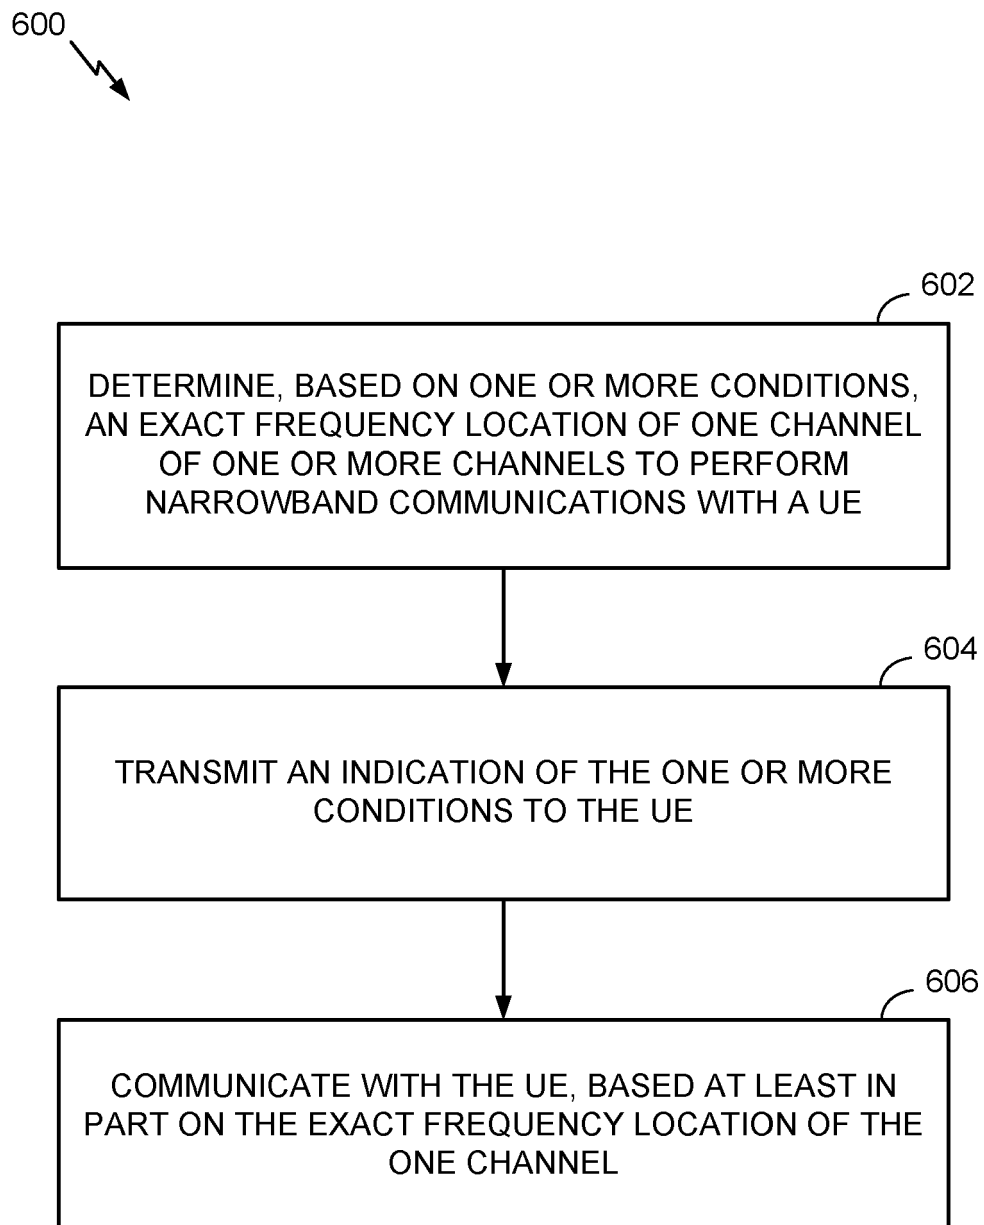 600
602
DETERMINE, BASED ON ONE OR MORE CONDITIONS,
AN EXACT FREQUENCY LOCATION OF ONE CHANNEL
OF ONE OR MORE CHANNELS TO PERFORM
NARROWBAND COMMUNICATIONS WITH A UE
604
TRANSMIT AN INDICATION OF THE ONE OR MORE
CONDITIONS TO THE UE
606
COMMUNICATE WITH THE UE, BASED AT LEAST IN
PART ON THE EXACT FREQUENCY LOCATION OF THE
ONE CHANNEL